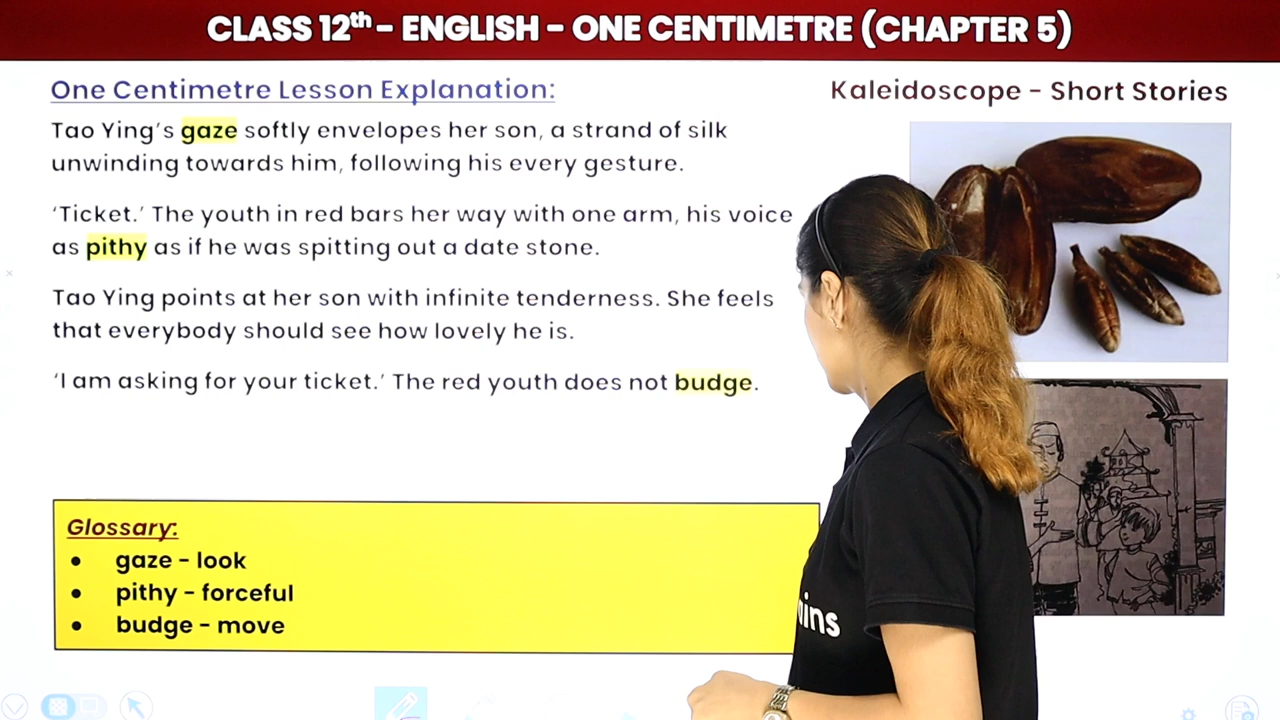 CLASS 12th - ENGLISH - ONE CENTIMETRE (CHAPTER 5)
One Centimetre Lesson Explanation:
Kaleidoscope - Short Stories
Tao Ying's gaze softly envelopes her son, a strand of silk
unwinding towards him, following his every gesture.
'Ticket.' The youth in red bars her way with one arm, his voice
as pithy as if he was spitting out a date stone.
Tao Ying points at her son with infinite tenderness. She feels
that everybody should see how lovely he is.
'I am asking for your ticket.' The red youth does not budge.
Glossary:
• gaze - look
• pithy - forceful
• budge - move